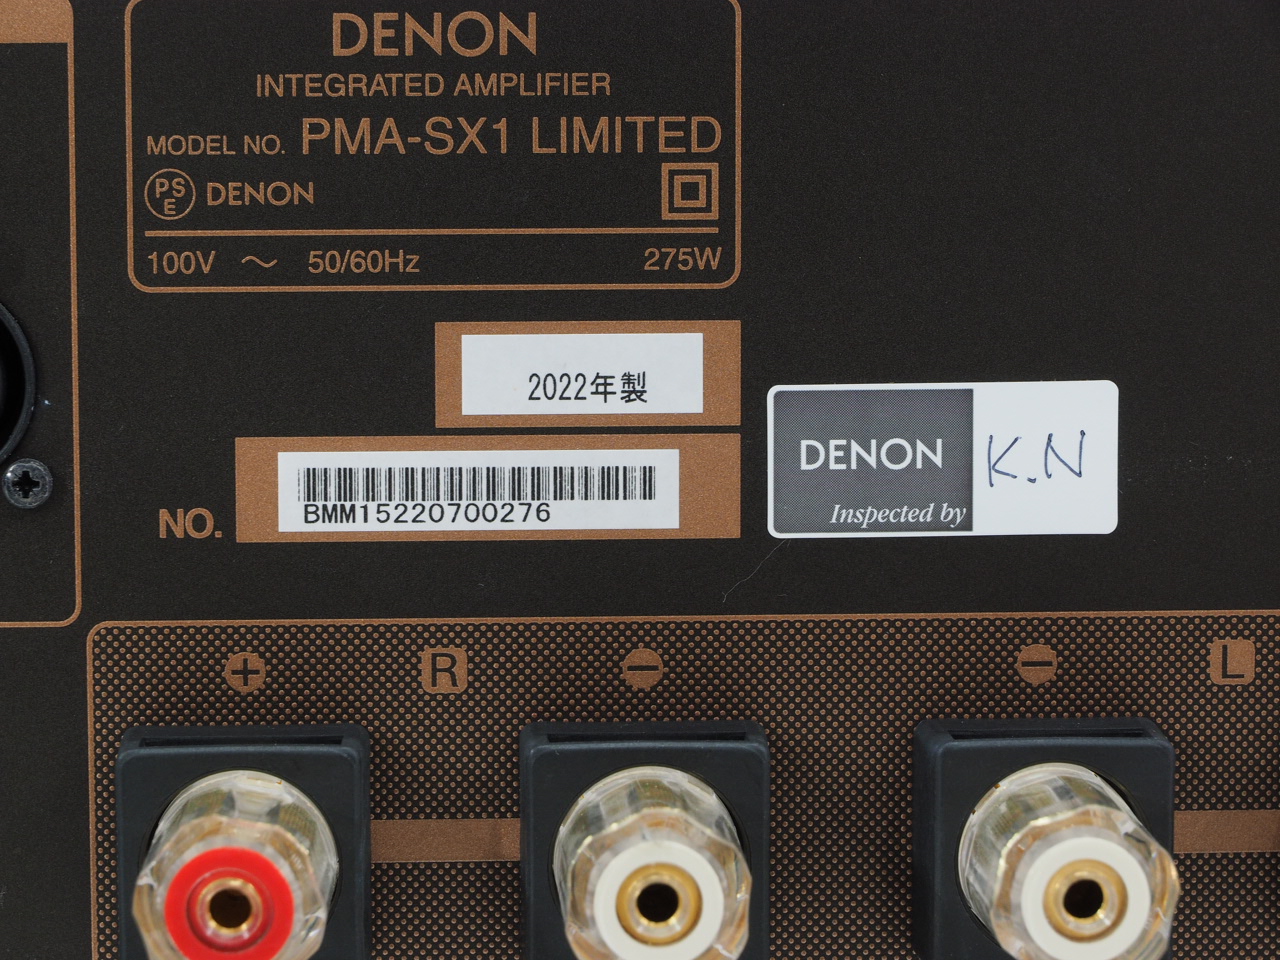 DENON
INTEGRATED AMPLIFIER
MODEL NO. PMA-SX1 LIMITED
PS
E
DENON
100V ～ 50/60Hz 275W
2022年製
NO.
BMM15220700276
DENON
Inspected by
K.N
+ R − − L